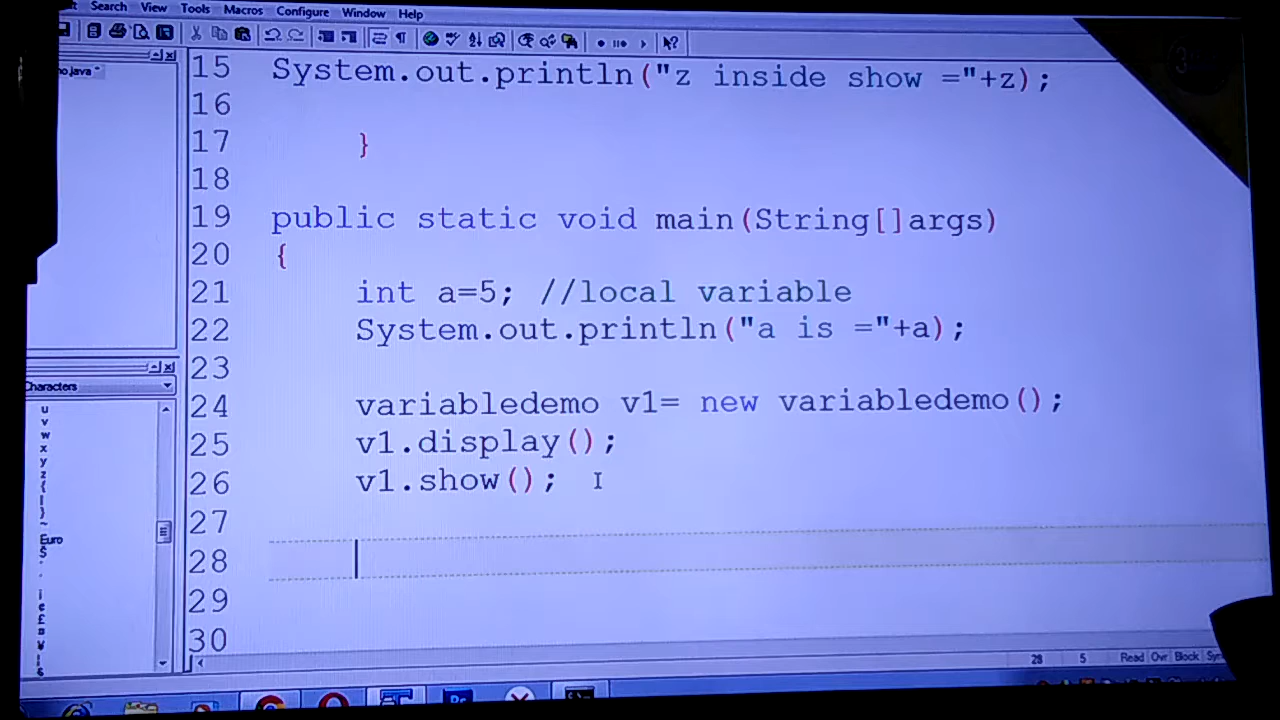 Search View Tools Macros Configure Window Help
15 System.out.println("z inside show ="+z);
16
17 }
18
19 public static void main(String[]args)
20 {
21 int a=5; //local variable
22 System.out.println("a is ="+a);
23
24 variabledemo v1= new variabledemo();
25 v1.display();
26 v1.show();
27
28
29
30
Characters
u
v
w
x
y
z
{
|
}
~
Euro
28 5 Read Ovr Block